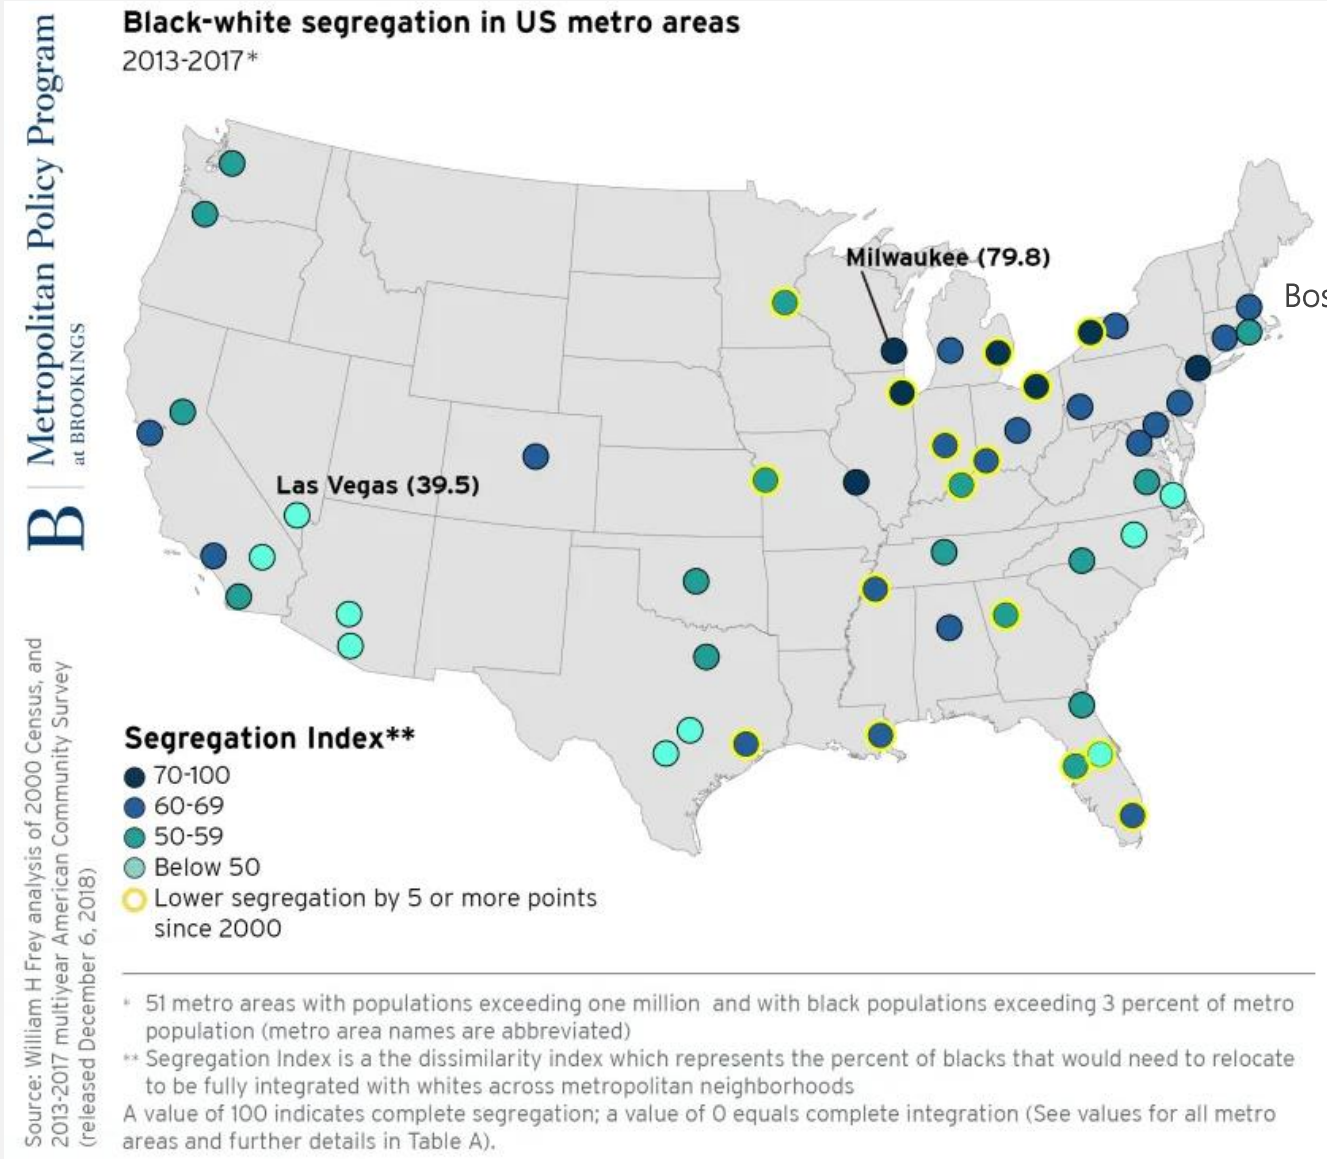 Black-white segregation in US metro areas
2013-2017*
B | Metropolitan Policy Program
at BROOKINGS
Milwaukee (79.8)
Bos
Las Vegas (39.5)
Segregation Index**
70-100
60-69
50-59
Below 50
Lower segregation by 5 or more points
since 2000
Source: William H Frey analysis of 2000 Census, and
2013-2017 multiyear American Community Survey
(released December 6, 2018)
* 51 metro areas with populations exceeding one million and with black populations exceeding 3 percent of metro
population (metro area names are abbreviated)
** Segregation Index is a the dissimilarity index which represents the percent of blacks that would need to relocate
to be fully integrated with whites across metropolitan neighborhoods
A value of 100 indicates complete segregation; a value of 0 equals complete integration (See values for all metro
areas and further details in Table A).